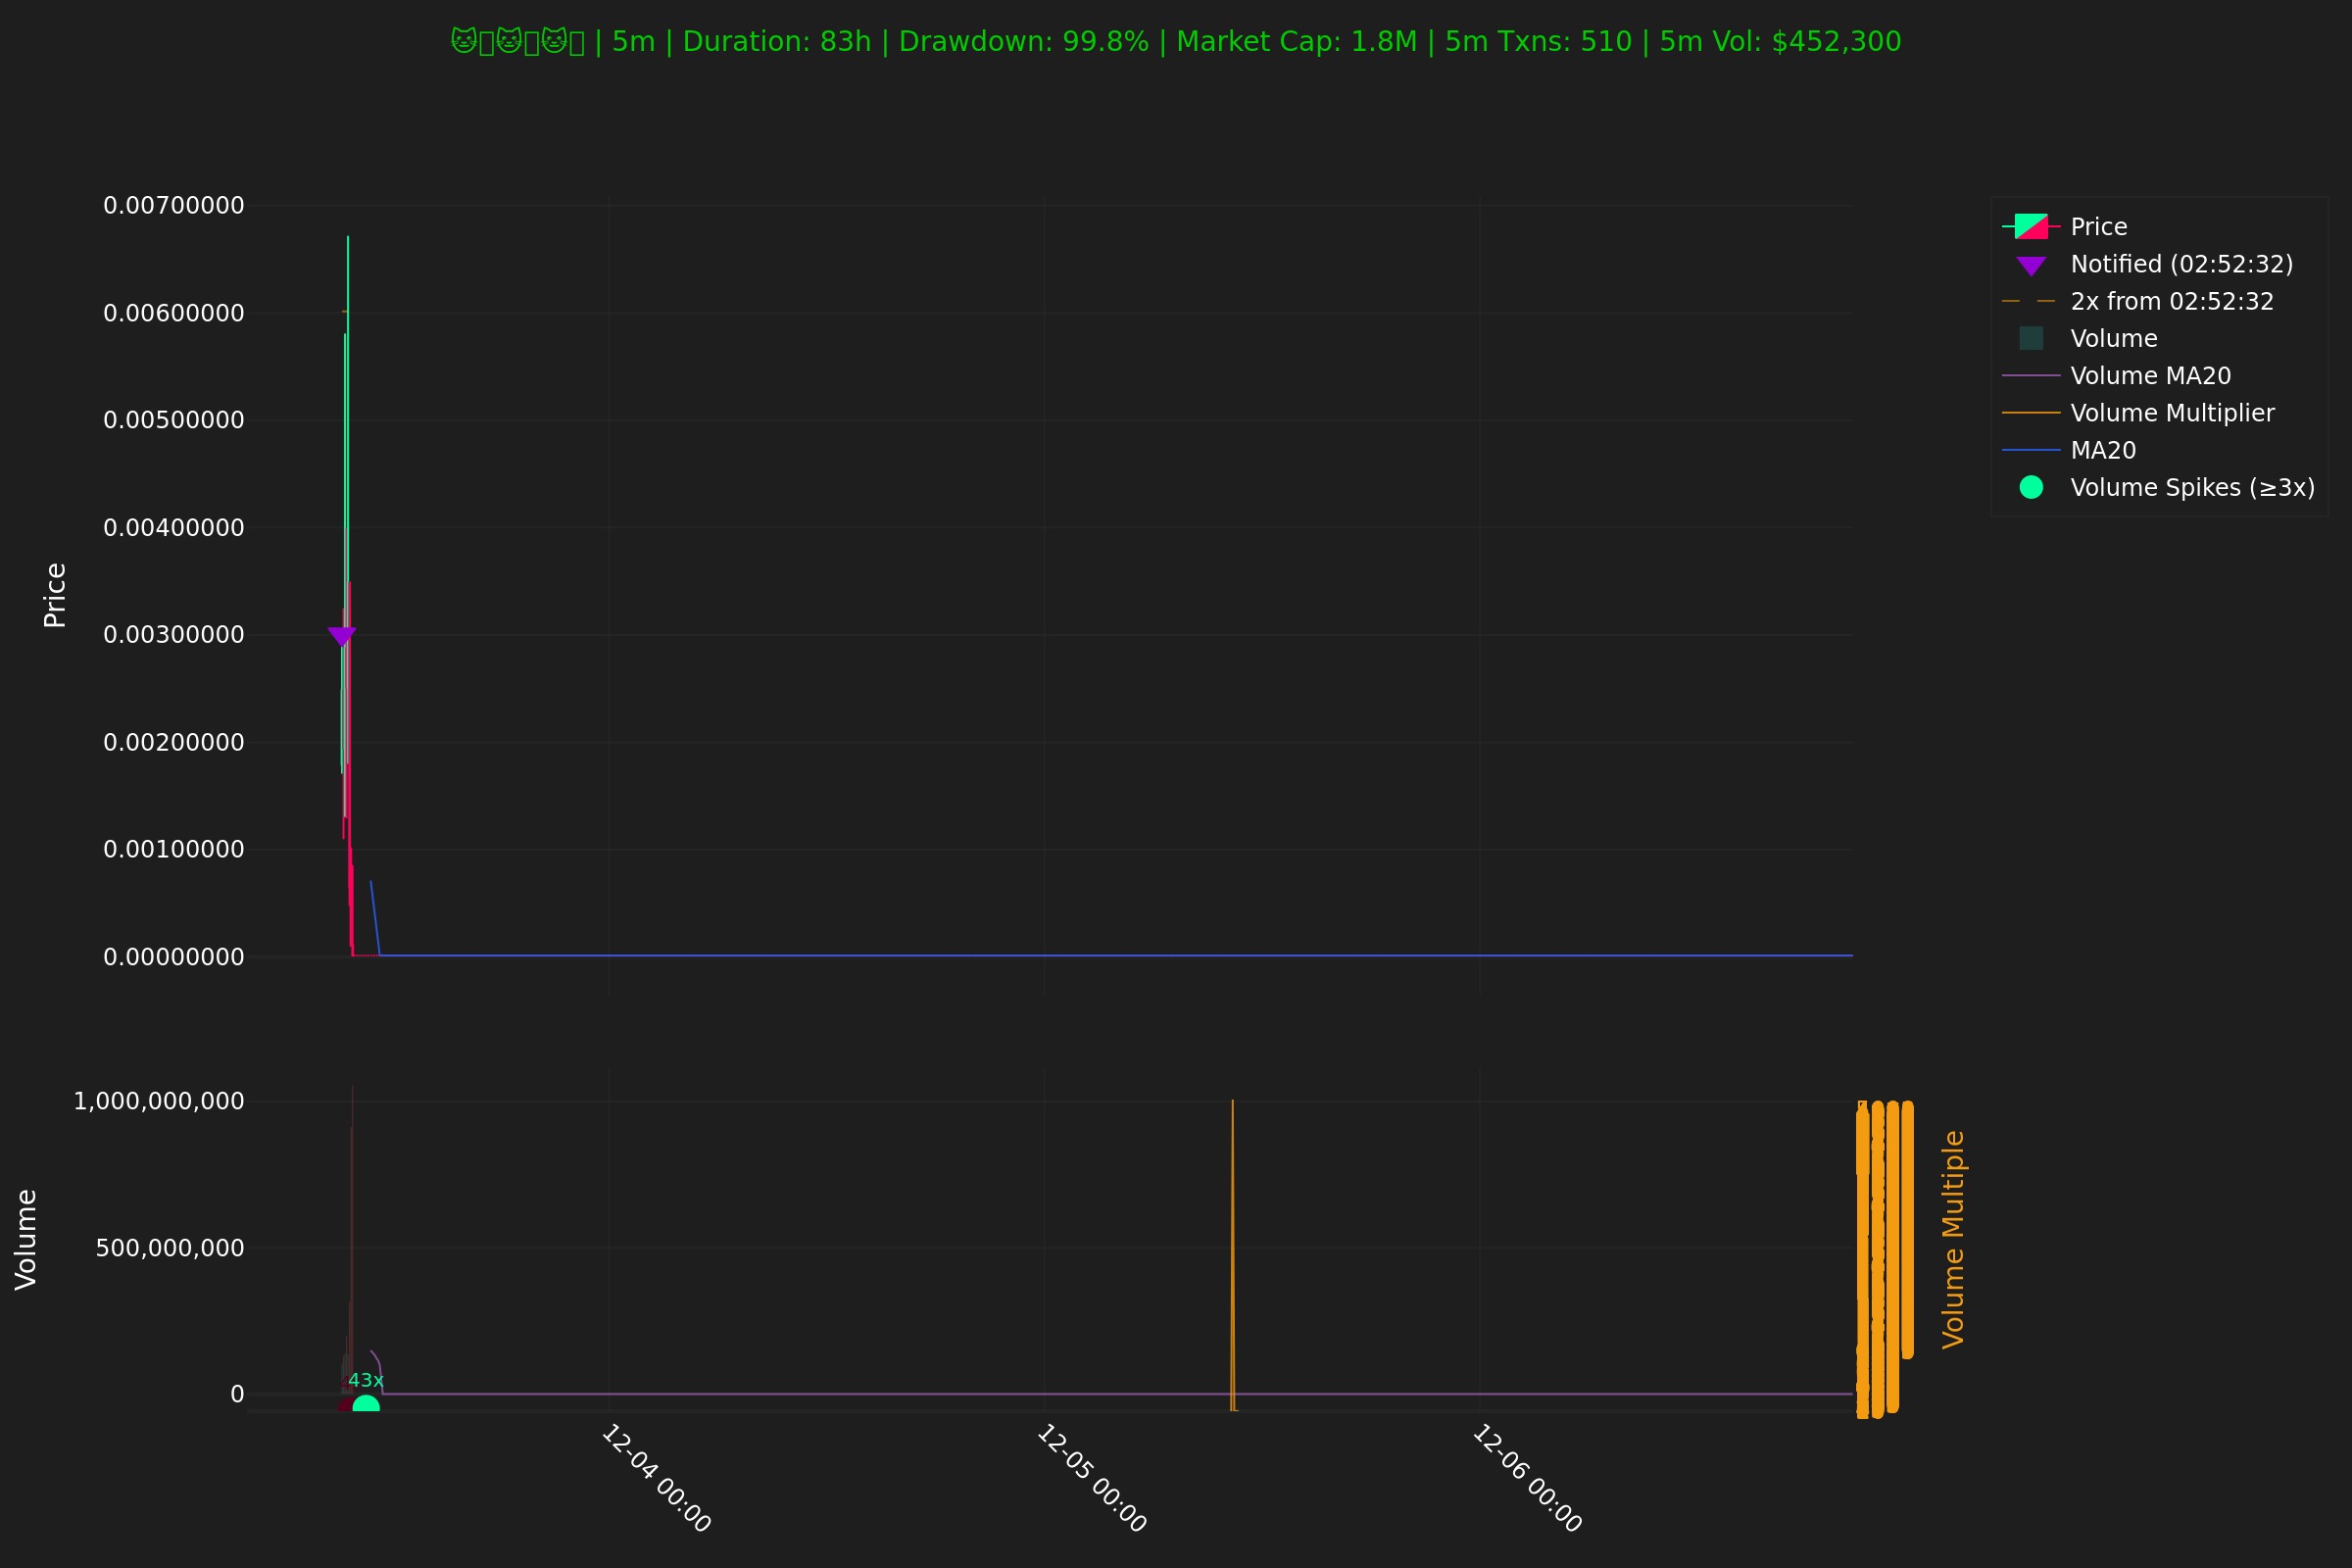 🐱▯🐱▯🐱▯ | 5m | Duration: 83h | Drawdown: 99.8% | Market Cap: 1.8M | 5m Txns: 510 | 5m Vol: $452,300
0.00700000
0.00600000
0.00500000
0.00400000
0.00300000
0.00200000
0.00100000
0.00000000
Price
Price
Notified (02:52:32)
2x from 02:52:32
Volume
Volume MA20
Volume Multiplier
MA20
Volume Spikes (≥3x)
1,000,000,000
500,000,000
0
Volume
43x
Volume Multiple
12-04 00:00
12-05 00:00
12-06 00:00